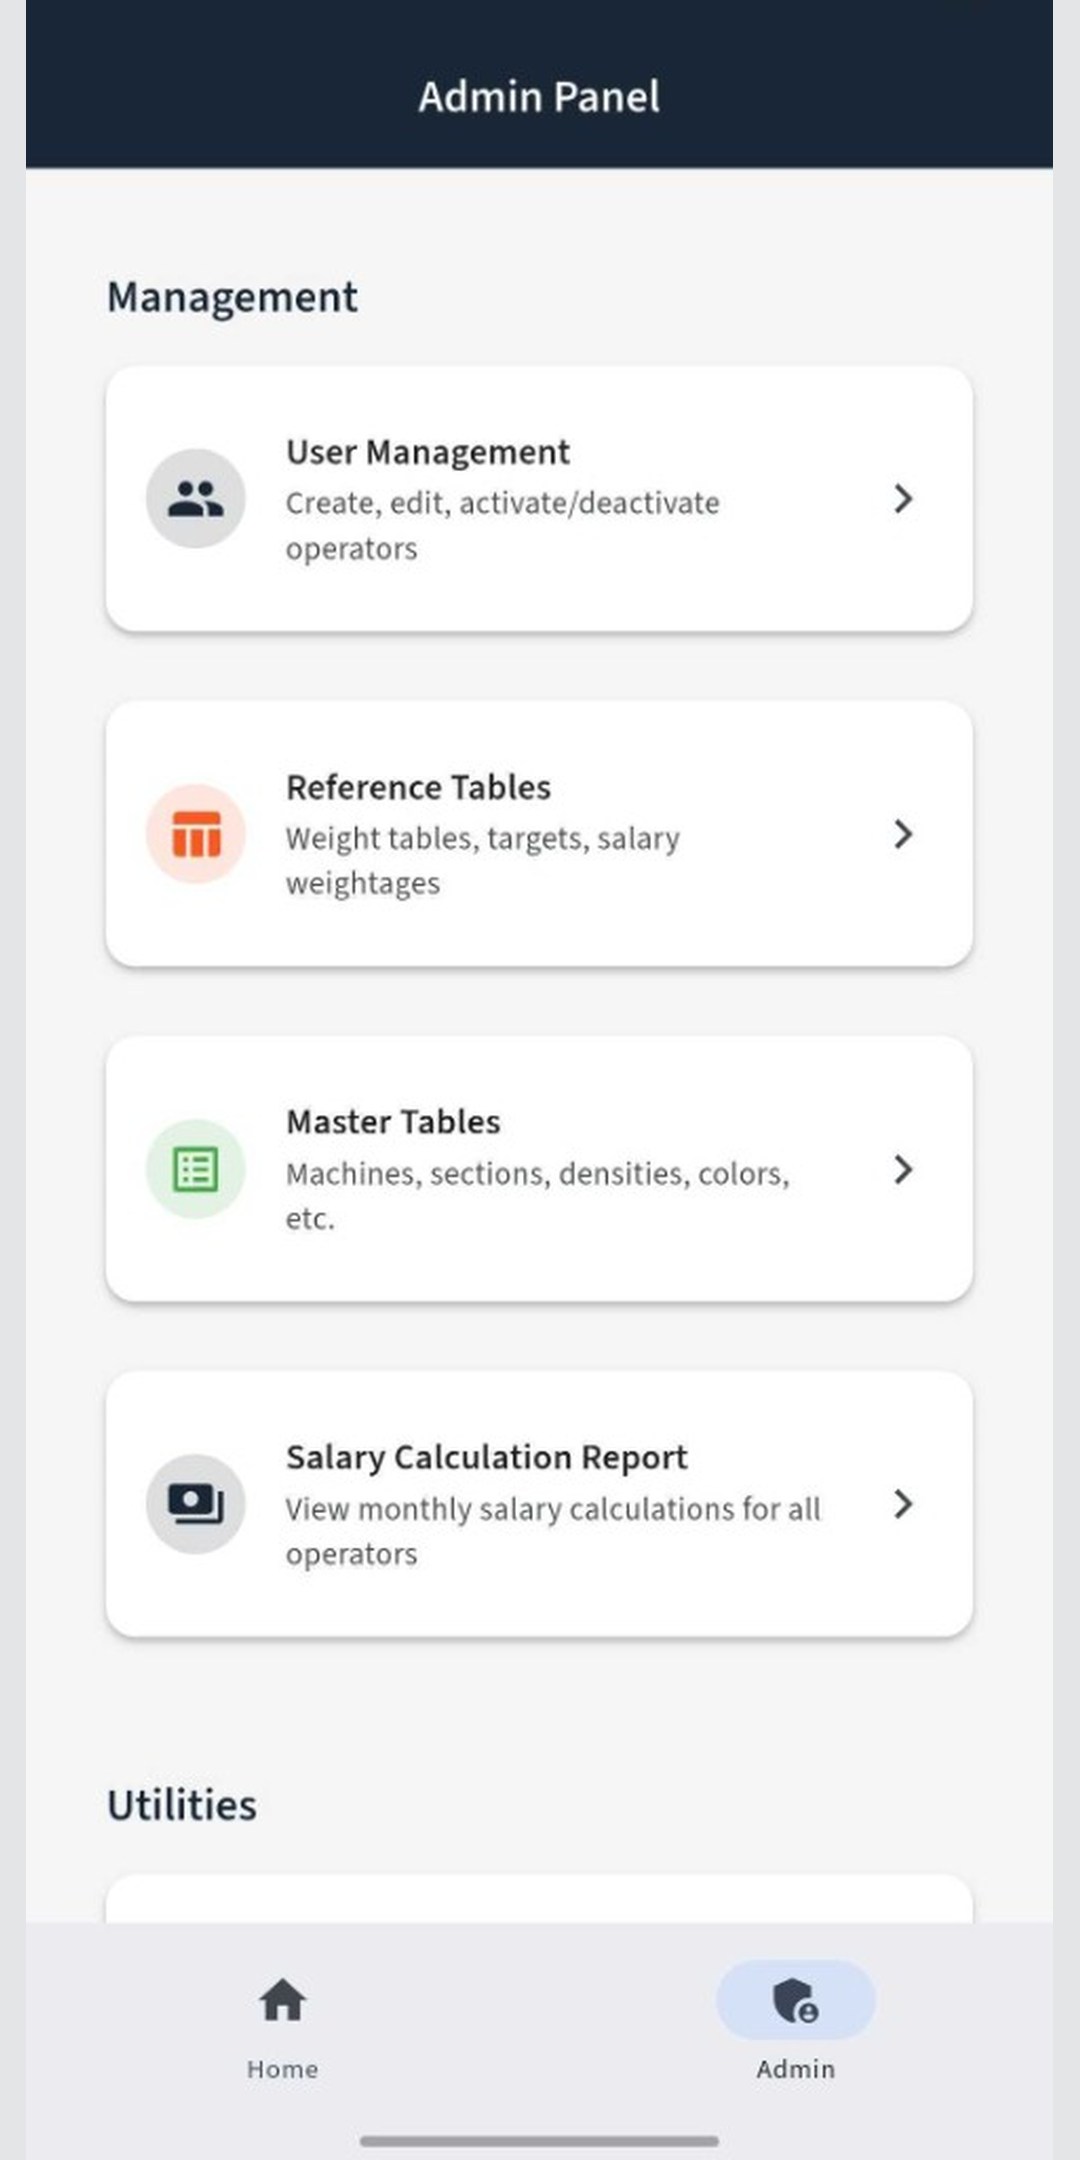 Admin Panel
Management
User Management
Create, edit, activate/deactivate
operators
Reference Tables
Weight tables, targets, salary
weightages
Master Tables
Machines, sections, densities, colors,
etc.
Salary Calculation Report
View monthly salary calculations for all
operators
Utilities
Home
Admin